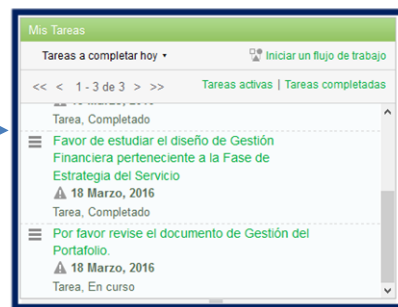 Mis Tareas
Tareas a completar hoy
Iniciar un flujo de trabajo
<< < 1 - 3 de 3 > >>
Tareas activas | Tareas completadas
Tarea, Completado
Favor de estudiar el diseño de Gestión
Financiera perteneciente a la Fase de
Estrategia del Servicio
18 Marzo, 2016
Tarea, Completado
Por favor revise el documento de Gestión del
Portafolio.
18 Marzo, 2016
Tarea, En curso